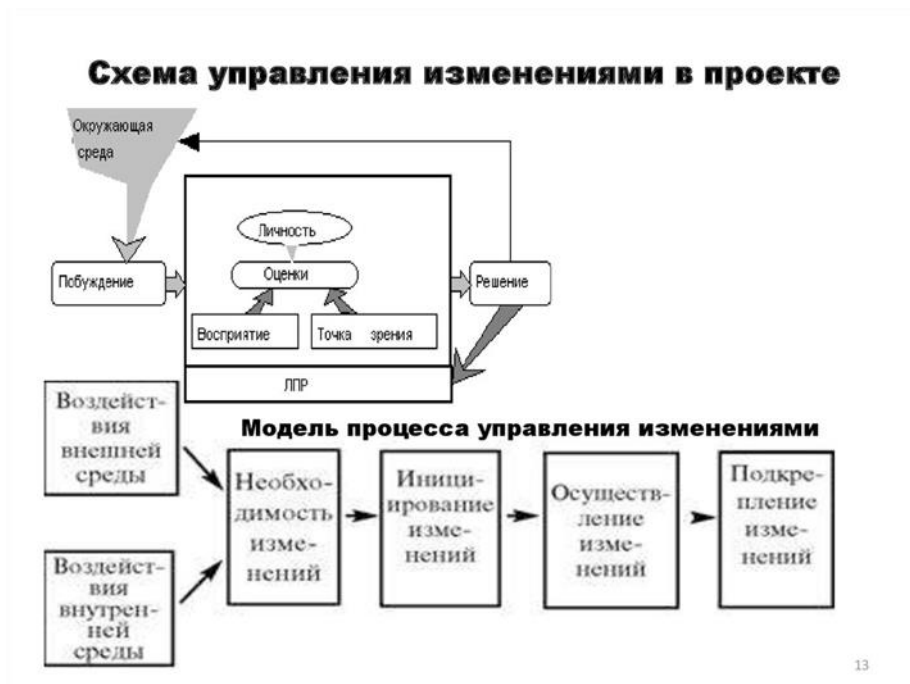 Схема управления изменениями в проекте
Окружающая
среда
Личность
Побуждение
Оценки
Решение
Восприятие
Точка зрения
ЛПР
Модель процесса управления изменениями
Воздейст-
вия
внешней
среды
Воздейст-
вия
внутрен-
ней
среды
Необхо-
димость
изме-
нений
Иници-
ирование
изме-
нений
Осуществ-
ление
изме-
нений
Подкре-
пление
изме-
нений
13